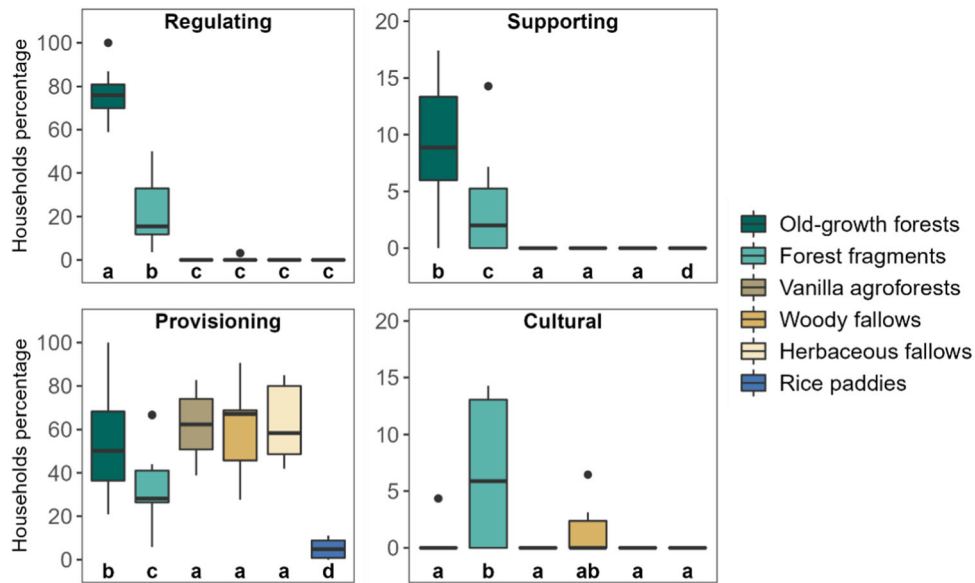 Regulating
Supporting
Households percentage
100
80
60
40
20
0
a b c c c c
20
15
10
5
0
b c a a a d
Provisioning
Cultural
Households percentage
100
80
60
40
20
0
b c a a a d
20
15
10
5
0
a b a ab a a
Old-growth forests
Forest fragments
Vanilla agroforests
Woody fallows
Herbaceous fallows
Rice paddies